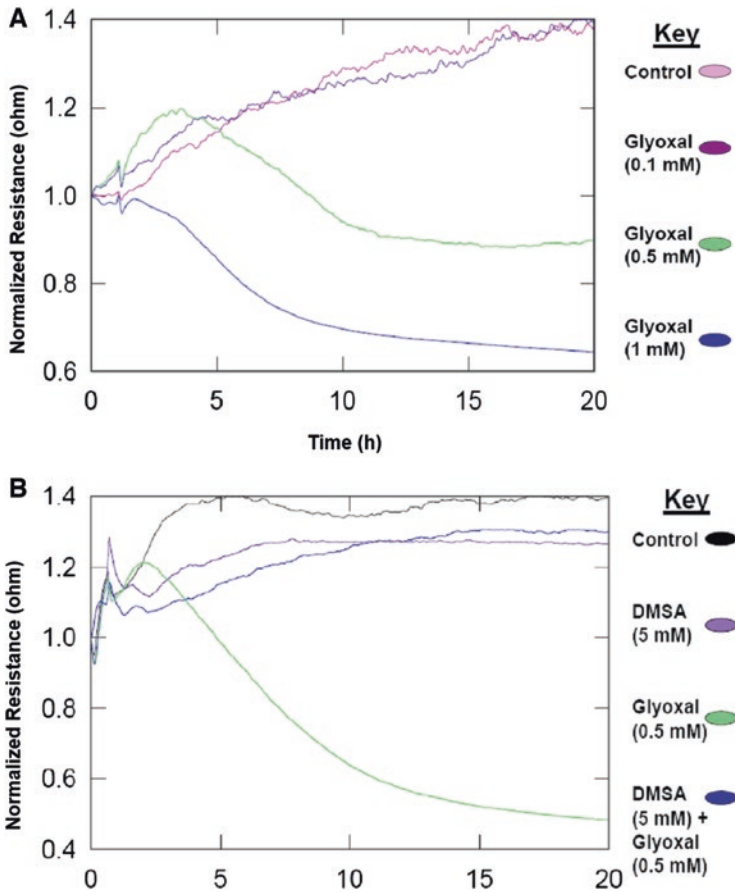 A
Normalized Resistance (ohm)
1.4
1.2
1.0
0.8
0.6
0
5
10
15
20
Time (h)
Key
Control
Glyoxal
(0.1 mM)
Glyoxal
(0.5 mM)
Glyoxal
(1 mM)
B
Normalized Resistance (ohm)
1.4
1.2
1.0
0.8
0.6
0.4
0
5
10
15
20
Key
Control
DMSA
(5 mM)
Glyoxal
(0.5 mM)
DMSA
(5 mM) +
Glyoxal
(0.5 mM)